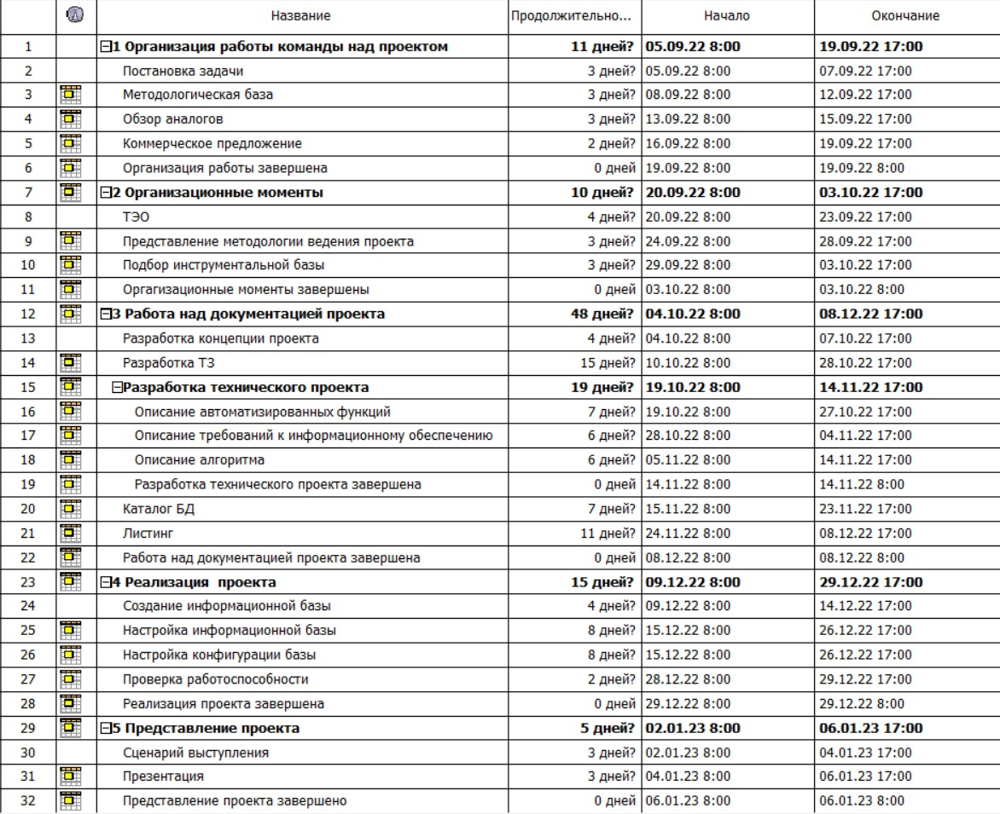 Название Продолжительно... Начало Окончание
1 1 Организация работы команды над проектом 11 дней? 05.09.22 8:00 19.09.22 17:00
2 Постановка задачи 3 дней? 05.09.22 8:00 07.09.22 17:00
3 Методологическая база 3 дней? 08.09.22 8:00 12.09.22 17:00
4 Обзор аналогов 3 дней? 13.09.22 8:00 15.09.22 17:00
5 Коммерческое предложение 2 дней? 16.09.22 8:00 19.09.22 17:00
6 Организация работы завершена 0 дней 19.09.22 8:00 19.09.22 8:00
7 2 Организационные моменты 10 дней? 20.09.22 8:00 03.10.22 17:00
8 ТЭО 4 дней? 20.09.22 8:00 23.09.22 17:00
9 Представление методологии ведения проекта 3 дней? 24.09.22 8:00 28.09.22 17:00
10 Подбор инструментальной базы 3 дней? 29.09.22 8:00 03.10.22 17:00
11 Оргагизационные моменты завершены 0 дней 03.10.22 8:00 03.10.22 8:00
12 3 Работа над документацией проекта 48 дней? 04.10.22 8:00 08.12.22 17:00
13 Разработка концепции проекта 4 дней? 04.10.22 8:00 07.10.22 17:00
14 Разработка ТЗ 15 дней? 10.10.22 8:00 28.10.22 17:00
15 Разработка технического проекта 19 дней? 19.10.22 8:00 14.11.22 17:00
16 Описание автоматизированных функций 7 дней? 19.10.22 8:00 27.10.22 17:00
17 Описание требований к информационному обеспечению 6 дней? 28.10.22 8:00 04.11.22 17:00
18 Описание алгоритма 6 дней? 05.11.22 8:00 14.11.22 17:00
19 Разработка технического проекта завершена 0 дней 14.11.22 8:00 14.11.22 8:00
20 Каталог БД 7 дней? 15.11.22 8:00 23.11.22 17:00
21 Листинг 11 дней? 24.11.22 8:00 08.12.22 17:00
22 Работа над документацией проекта завершена 0 дней 08.12.22 8:00 08.12.22 8:00
23 4 Реализация проекта 15 дней? 09.12.22 8:00 29.12.22 17:00
24 Создание информационной базы 4 дней? 09.12.22 8:00 14.12.22 17:00
25 Настройка информационной базы 8 дней? 15.12.22 8:00 26.12.22 17:00
26 Настройка конфигурации базы 8 дней? 15.12.22 8:00 26.12.22 17:00
27 Проверка работоспособности 2 дней? 28.12.22 8:00 29.12.22 17:00
28 Реализация проекта завершена 0 дней 29.12.22 8:00 29.12.22 8:00
29 5 Представление проекта 5 дней? 02.01.23 8:00 06.01.23 17:00
30 Сценарий выступления 3 дней? 02.01.23 8:00 04.01.23 17:00
31 Презентация 3 дней? 04.01.23 8:00 06.01.23 17:00
32 Представление проекта завершено 0 дней 06.01.23 8:00 06.01.23 8:00